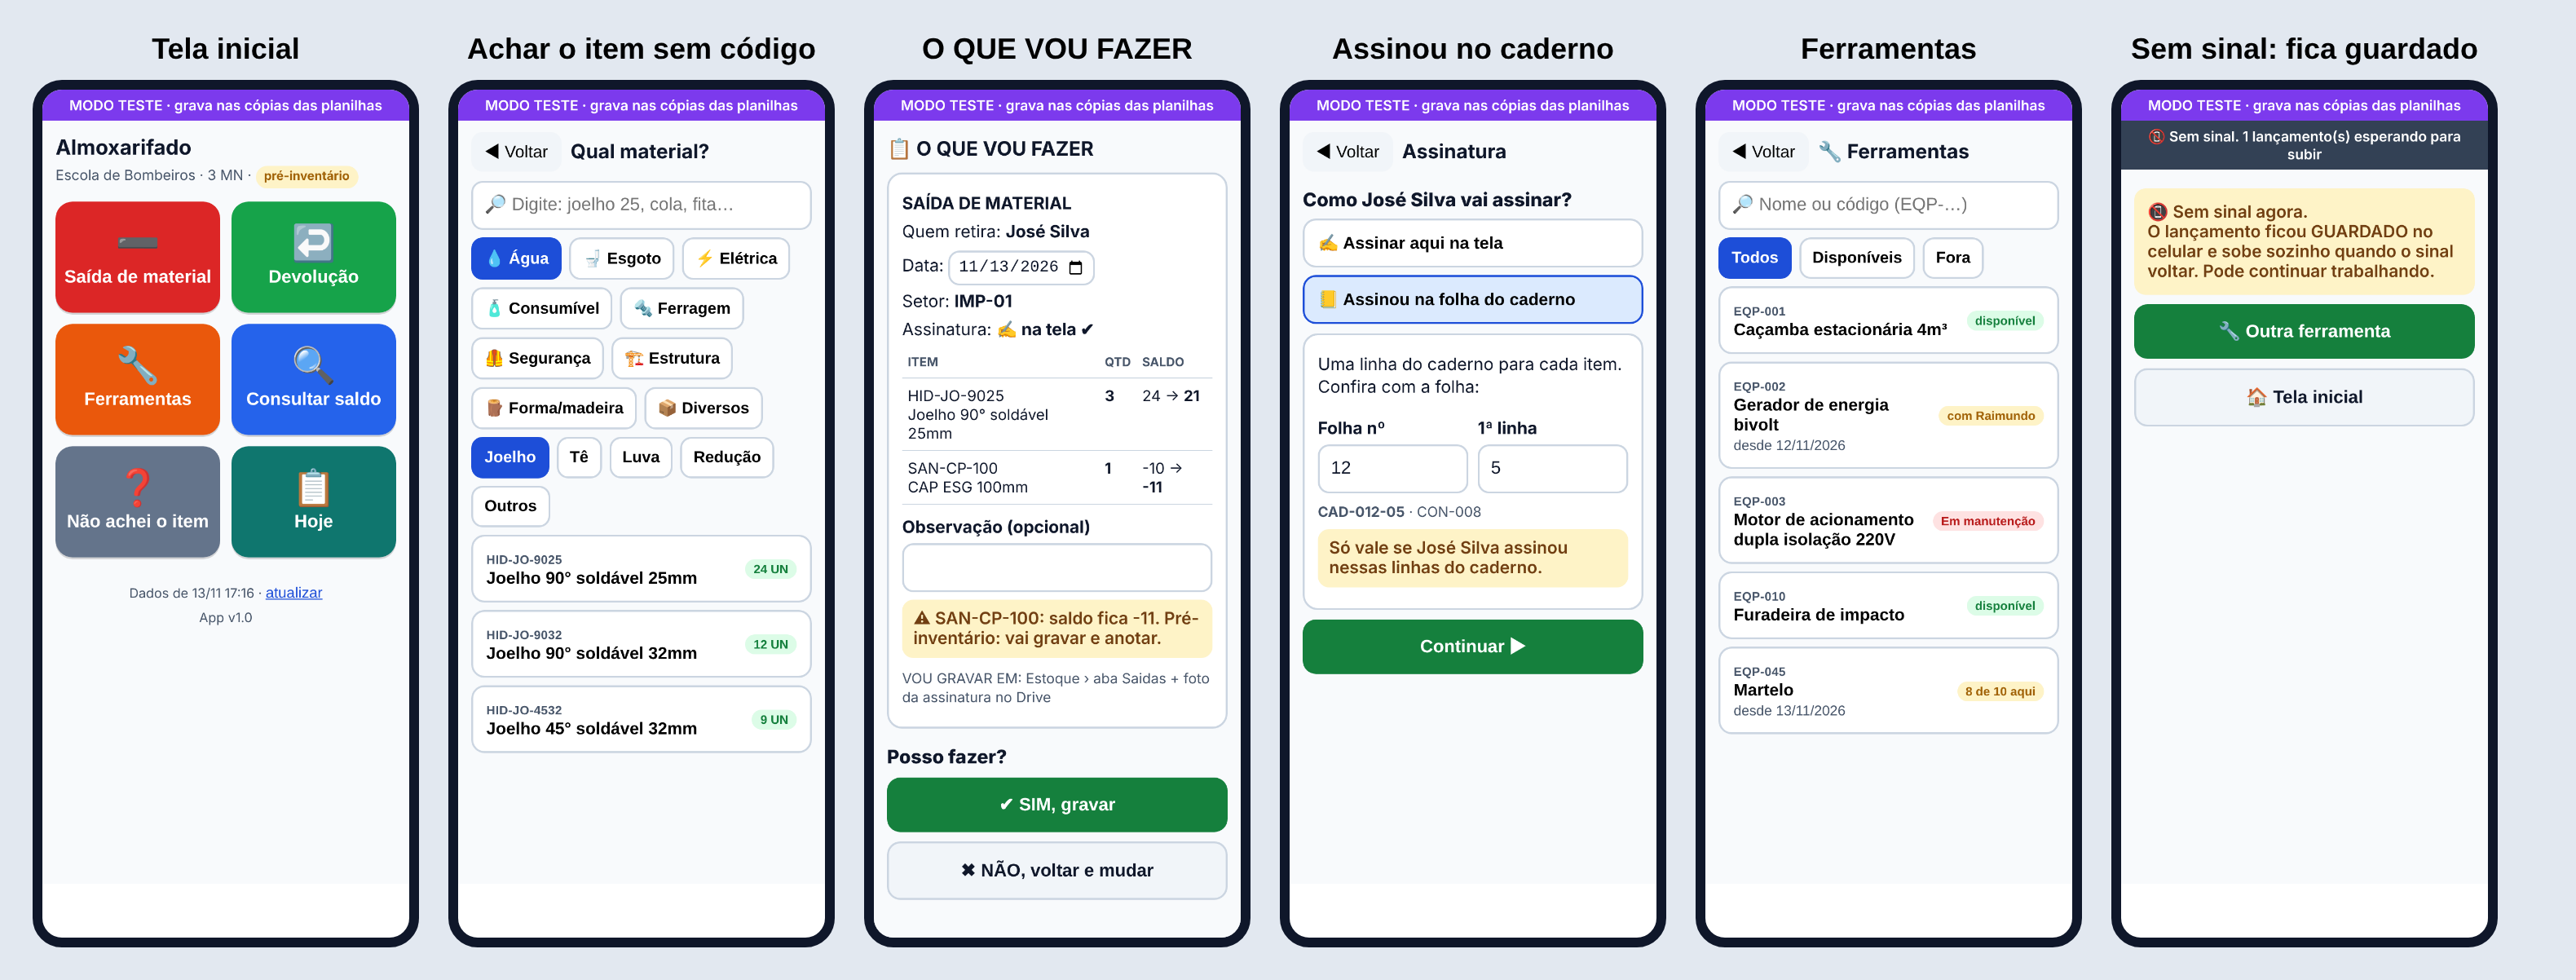 Tela inicial
MODO TESTE · grava nas cópias das planilhas
Almoxarifado
Escola de Bombeiros · 3 MN · pré-inventário
Saída de material
Devolução
Ferramentas
Consultar saldo
Não achei o item
Hoje
Dados de 13/11 17:16 · atualizar
App v1.0
Achar o item sem código
MODO TESTE · grava nas cópias das planilhas
◀ Voltar Qual material?
🔎 Digite: joelho 25, cola, fita…
💧 Água 🚽 Esgoto ⚡ Elétrica
🧴 Consumível 🔩 Ferragem
🦺 Segurança 🏗️ Estrutura
🪵 Forma/madeira 📦 Diversos
Joelho Tê Luva Redução
Outros
HID-JO-9025
Joelho 90° soldável 25mm 24 UN
HID-JO-9032
Joelho 90° soldável 32mm 12 UN
HID-JO-4532
Joelho 45° soldável 32mm 9 UN
O QUE VOU FAZER
MODO TESTE · grava nas cópias das planilhas
📋 O QUE VOU FAZER
SAÍDA DE MATERIAL
Quem retira: José Silva
Data: 11/13/2026
Setor: IMP-01
Assinatura: ✍️ na tela ✔
ITEM QTD SALDO
HID-JO-9025 3 24 → 21
Joelho 90° soldável
25mm
SAN-CP-100 1 -10 →
CAP ESG 100mm -11
Observação (opcional)
⚠ SAN-CP-100: saldo fica -11. Pré-
inventário: vai gravar e anotar.
VOU GRAVAR EM: Estoque › aba Saidas + foto
da assinatura no Drive
Posso fazer?
✔ SIM, gravar
✖ NÃO, voltar e mudar
Assinou no caderno
MODO TESTE · grava nas cópias das planilhas
◀ Voltar Assinatura
Como José Silva vai assinar?
✍️ Assinar aqui na tela
📒 Assinou na folha do caderno
Uma linha do caderno para cada item.
Confira com a folha:
Folha nº 1ª linha
12 5
CAD-012-05 · CON-008
Só vale se José Silva assinou
nessas linhas do caderno.
Continuar ▶
Ferramentas
MODO TESTE · grava nas cópias das planilhas
◀ Voltar 🔧 Ferramentas
🔎 Nome ou código (EQP-…)
Todos Disponíveis Fora
EQP-001
Caçamba estacionária 4m³ disponível
EQP-002
Gerador de energia
bivolt
com Raimundo
desde 12/11/2026
EQP-003
Motor de acionamento
dupla isolação 220V
Em manutenção
EQP-010
Furadeira de impacto disponível
EQP-045
Martelo 8 de 10 aqui
desde 13/11/2026
Sem sinal: fica guardado
MODO TESTE · grava nas cópias das planilhas
📵 Sem sinal. 1 lançamento(s) esperando para
subir
📵 Sem sinal agora.
O lançamento ficou GUARDADO no
celular e sobe sozinho quando o sinal
voltar. Pode continuar trabalhando.
🔧 Outra ferramenta
🏠 Tela inicial